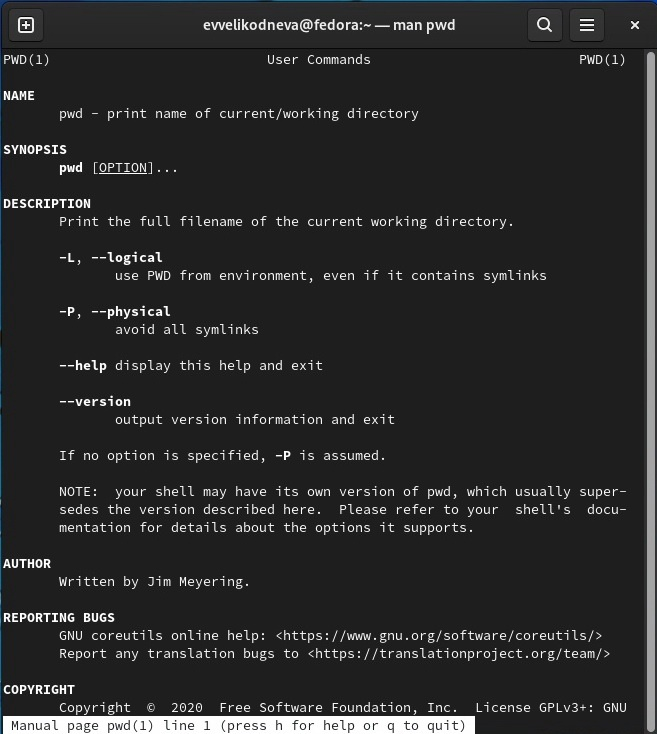 evvelikodneva@fedora:~ — man pwd
PWD(1) User Commands PWD(1)
NAME
pwd - print name of current/working directory
SYNOPSIS
pwd [OPTION]...
DESCRIPTION
Print the full filename of the current working directory.
-L, --logical
use PWD from environment, even if it contains symlinks
-P, --physical
avoid all symlinks
--help display this help and exit
--version
output version information and exit
If no option is specified, -P is assumed.
NOTE:  your shell may have its own version of pwd, which usually super-
sedes the version described here.  Please refer to your  shell's  docu-
mentation for details about the options it supports.
AUTHOR
Written by Jim Meyering.
REPORTING BUGS
GNU coreutils online help: <https://www.gnu.org/software/coreutils/>
Report any translation bugs to <https://translationproject.org/team/>
COPYRIGHT
Copyright  ©  2020  Free Software Foundation, Inc.  License GPLv3+: GNU
Manual page pwd(1) line 1 (press h for help or q to quit)